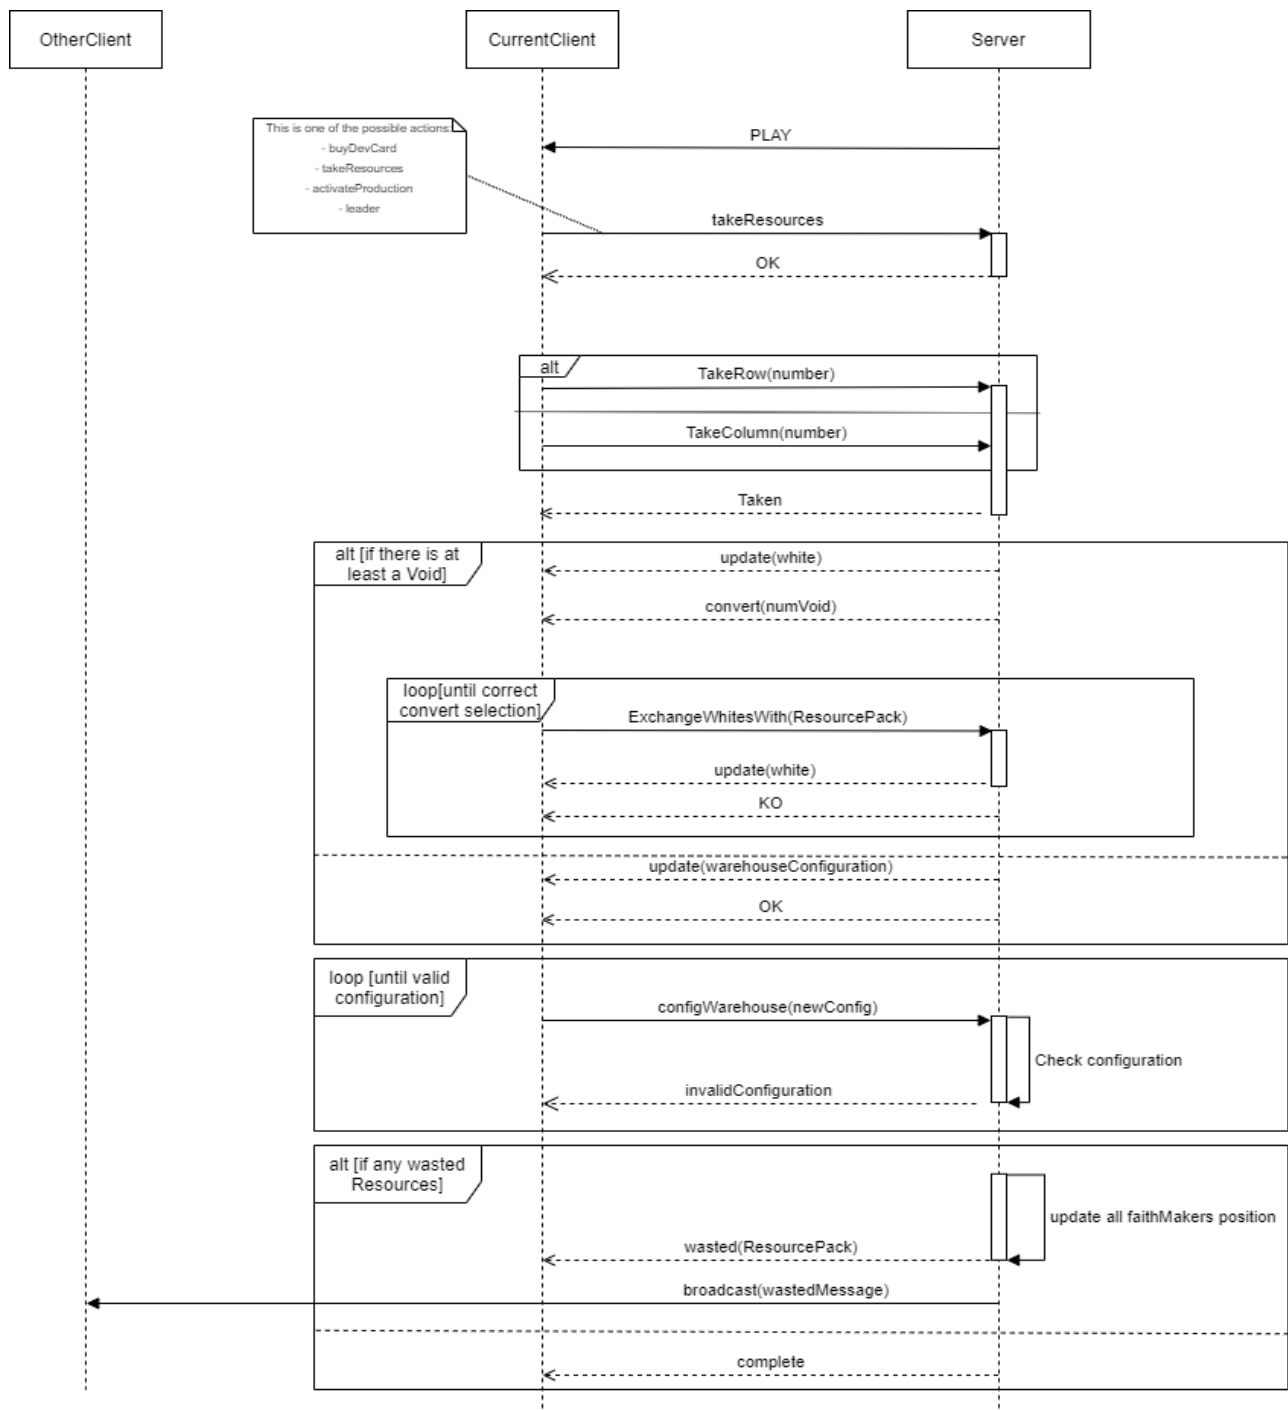 OtherClient
CurrentClient
Server
This is one of the possible actions:
- buyDevCard
- takeResources
- activateProduction
- leader
PLAY
takeResources
OK
alt
TakeRow(number)
TakeColumn(number)
Taken
alt [if there is at
least a Void]
update(white)
convert(numVoid)
loop[until correct
convert selection]
ExchangeWhitesWith(ResourcePack)
update(white)
KO
update(warehouseConfiguration)
OK
loop [until valid
configuration]
configWarehouse(newConfig)
Check configuration
invalidConfiguration
alt [if any wasted
Resources]
update all faithMakers position
wasted(ResourcePack)
broadcast(wastedMessage)
complete